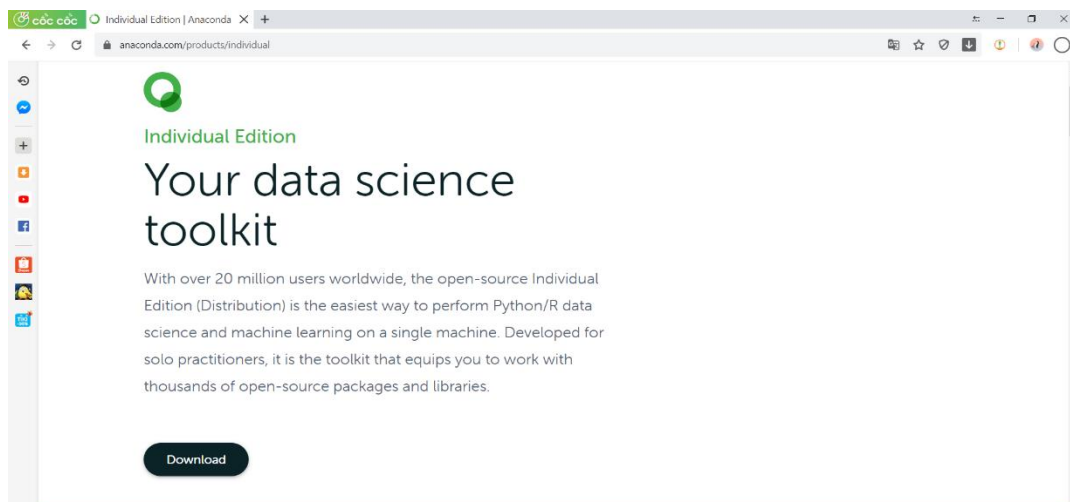 cốc cốc
Individual Edition | Anaconda
anaconda.com/products/individual
Individual Edition
Your data science
toolkit
With over 20 million users worldwide, the open-source Individual
Edition (Distribution) is the easiest way to perform Python/R data
science and machine learning on a single machine. Developed for
solo practitioners, it is the toolkit that equips you to work with
thousands of open-source packages and libraries.
Download